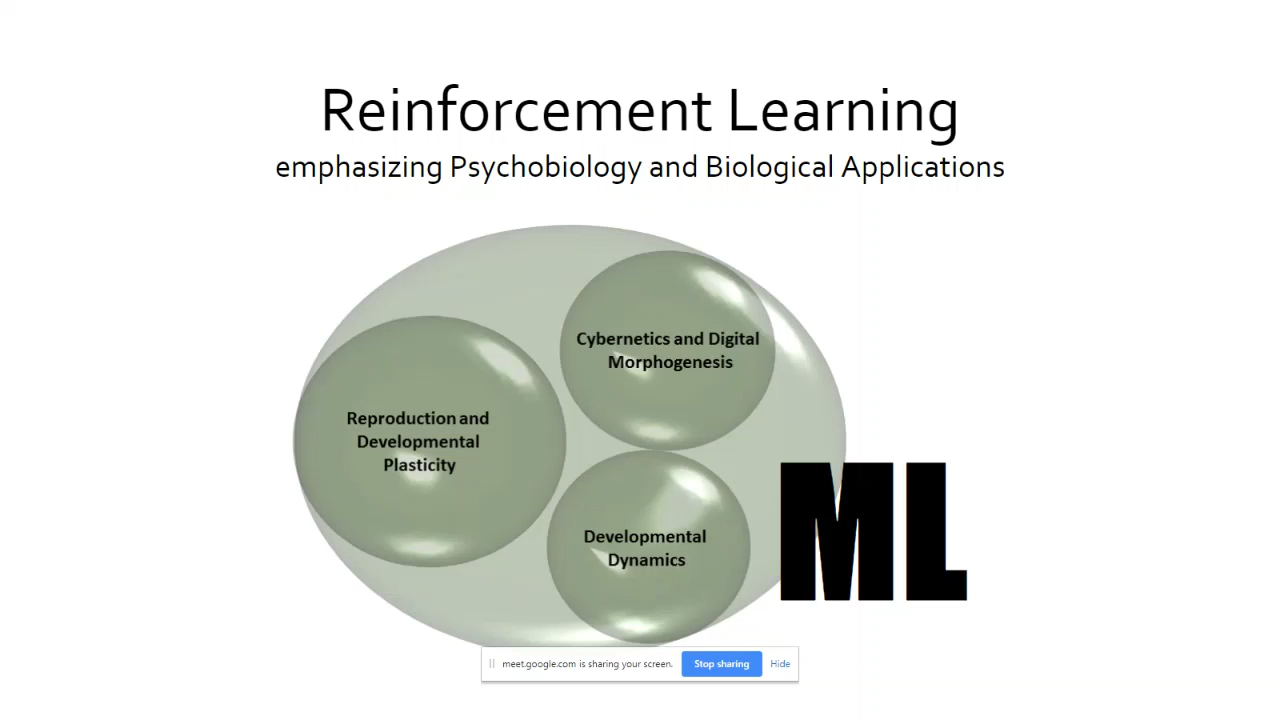 Reinforcement Learning
emphasizing Psychobiology and Biological Applications
Cybernetics and Digital
Morphogenesis
Reproduction and
Developmental
Plasticity
Developmental
Dynamics
ML
meet.google.com is sharing your screen.
Stop sharing
Hide